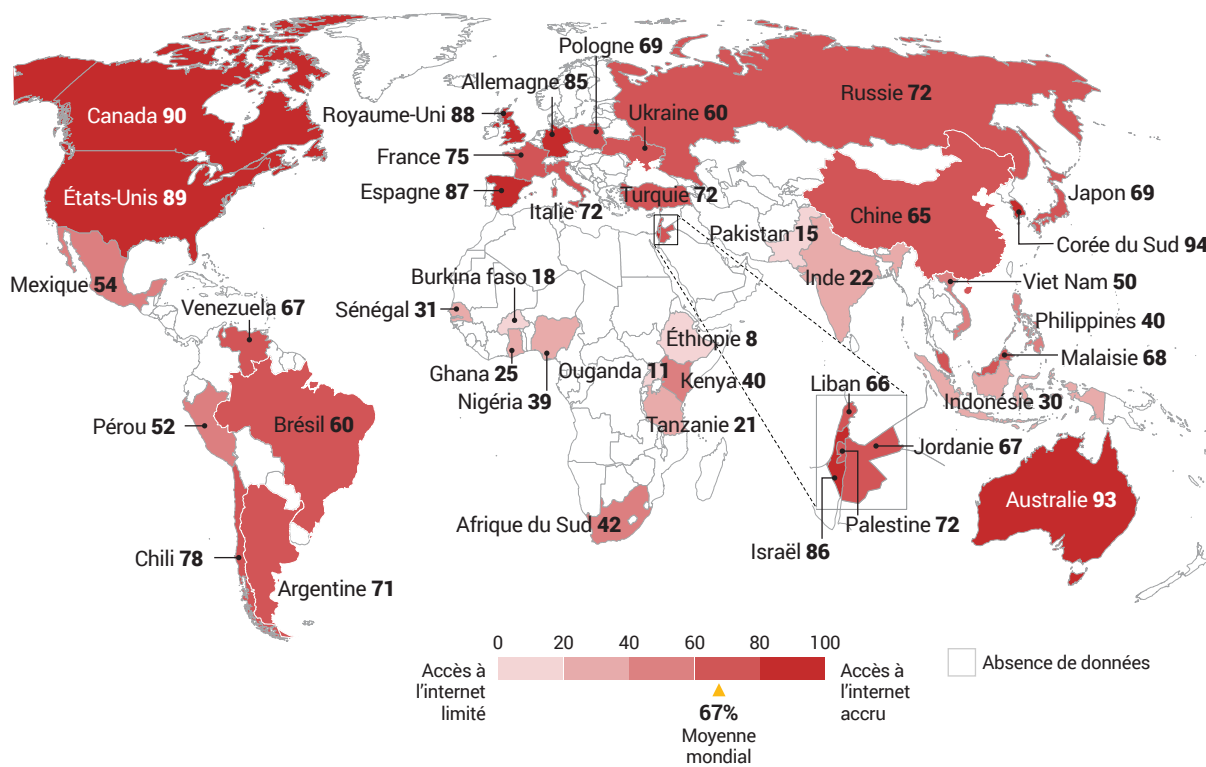 Pologne 69
Allemagne 85
Russie 72
Canada 90
Royaume-Uni 88
Ukraine 60
France 75
États-Unis 89
Espagne 87
Turquie 72
Japon 69
Italie 72
Chine 65
Pakistan 15
Corée du Sud 94
Mexique 54
Burkina faso 18
Inde 22
Viet Nam 50
Venezuela 67
Sénégal 31
Philippines 40
Éthiopie 8
Malaisie 68
Ghana 25
Ouganda 11
Kenya 40
Liban 66
Nigéria 39
Indonésie 30
Pérou 52
Brésil 60
Tanzanie 21
Jordanie 67
Australie 93
Afrique du Sud 42
Palestine 72
Israël 86
Chili 78
Argentine 71
0 20 40 60 80 100
Accès à
l'internet
limité
Accès à
l'internet
accru
Absence de données
67%
Moyenne
mondial